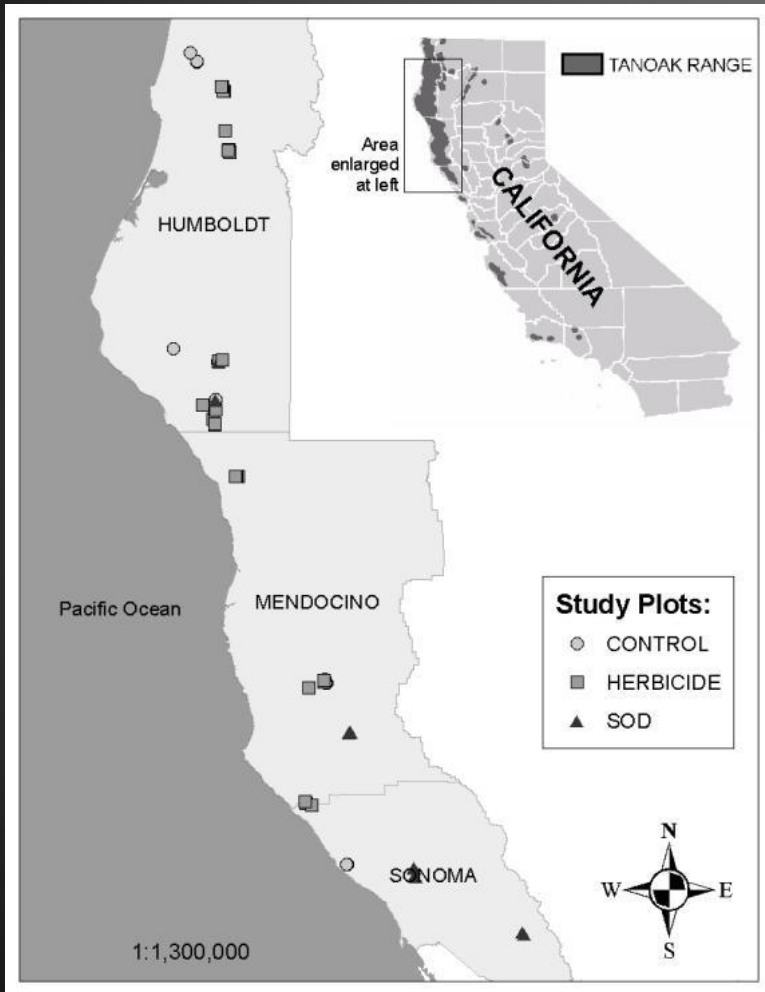 TANOAK RANGE
Area
enlarged
at left
CALIFORNIA
HUMBOLDT
Pacific Ocean
MENDOCINO
Study Plots:
CONTROL
HERBICIDE
SOD
SONOMA
N
W
E
S
1:1,300,000